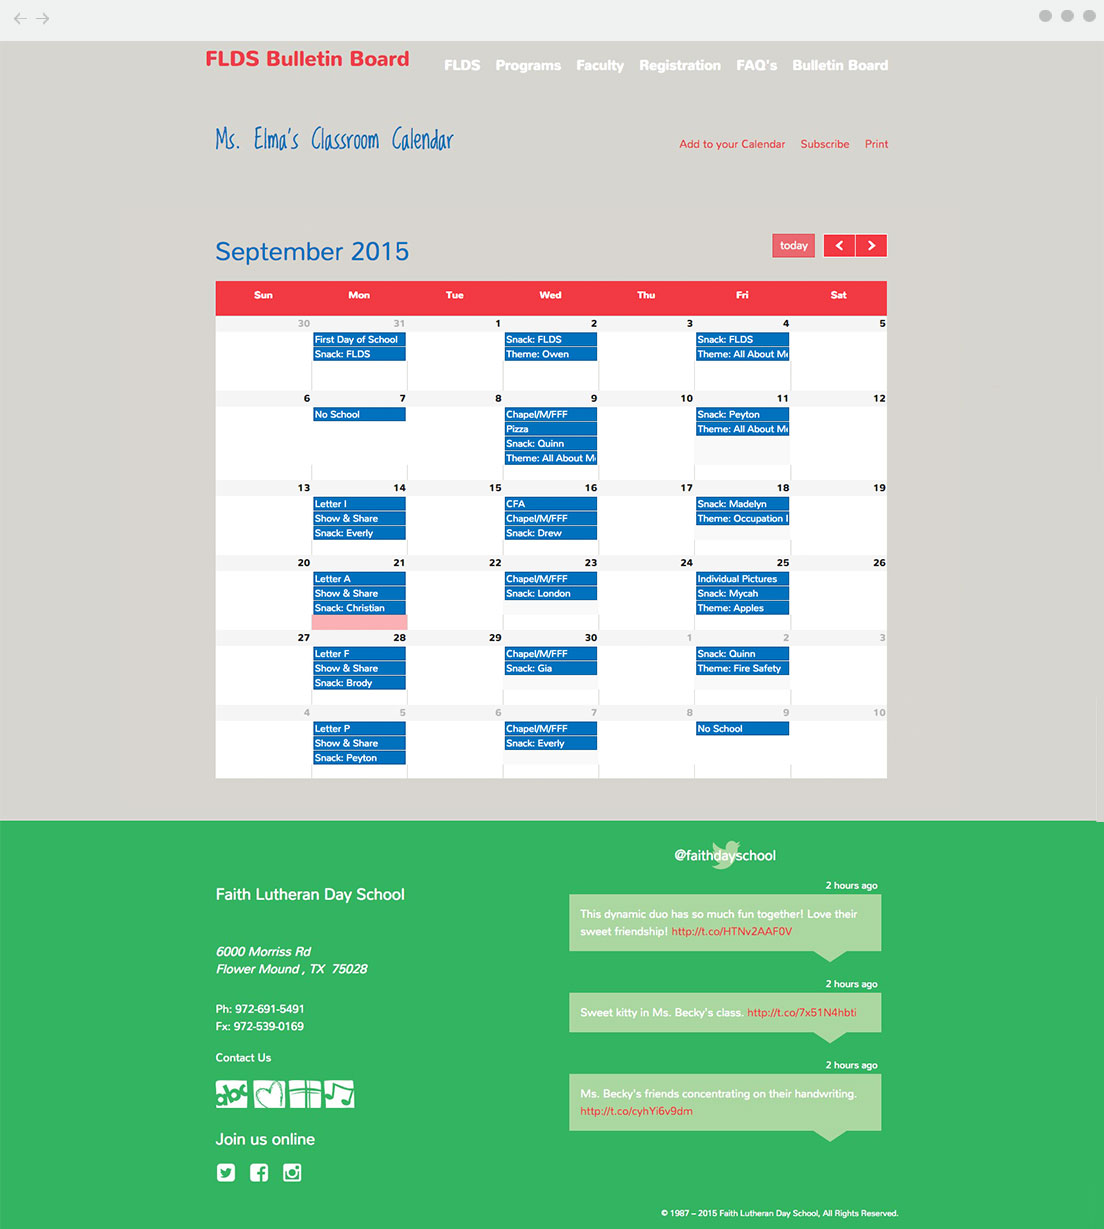 FLDS Bulletin Board
FLDS Programs Faculty Registration FAQ's Bulletin Board
Ms. Elma's Classroom Calendar
Add to your Calendar Subscribe Print
September 2015
today
Sun Mon Tue Wed Thu Fri Sat
30 31 1 2 3 4 5
First Day of School Snack: FLDS Snack: FLDS
Snack: FLDS Theme: Owen Theme: All About Me
6 7 8 9 10 11 12
No School Chapel/M/FFF Snack: Peyton
Pizza Theme: All About Me
Snack: Quinn
Theme: All About Me
13 14 15 16 17 18 19
Letter I CFA Snack: Madelyn
Show & Share Chapel/M/FFF Theme: Occupation
Snack: Everly Snack: Drew
20 21 22 23 24 25 26
Letter A Chapel/M/FFF Individual Pictures
Show & Share Snack: London Snack: Mycah
Snack: Christian Theme: Apples
27 28 29 30 1 2 3
Letter F Chapel/M/FFF Snack: Quinn
Show & Share Snack: Gia Theme: Fire Safety
Snack: Brody
4 5 6 7 8 9 10
Letter P Chapel/M/FFF No School
Show & Share Snack: Everly
Snack: Peyton
Faith Lutheran Day School
6000 Morriss Rd
Flower Mound , TX 75028
Ph: 972-691-5491
Fx: 972-539-0169
Contact Us
abc
Join us online
@faithdayschool
2 hours ago
This dynamic duo has so much fun together! Love their
sweet friendship! http://t.co/HTNv2AAF0V
2 hours ago
Sweet kitty in Ms. Becky's class. http://t.co/7x51N4hbti
2 hours ago
Ms. Becky's friends concentrating on their handwriting.
http://t.co/cyhYi6v9dm
© 1987 – 2015 Faith Lutheran Day School, All Rights Reserved.